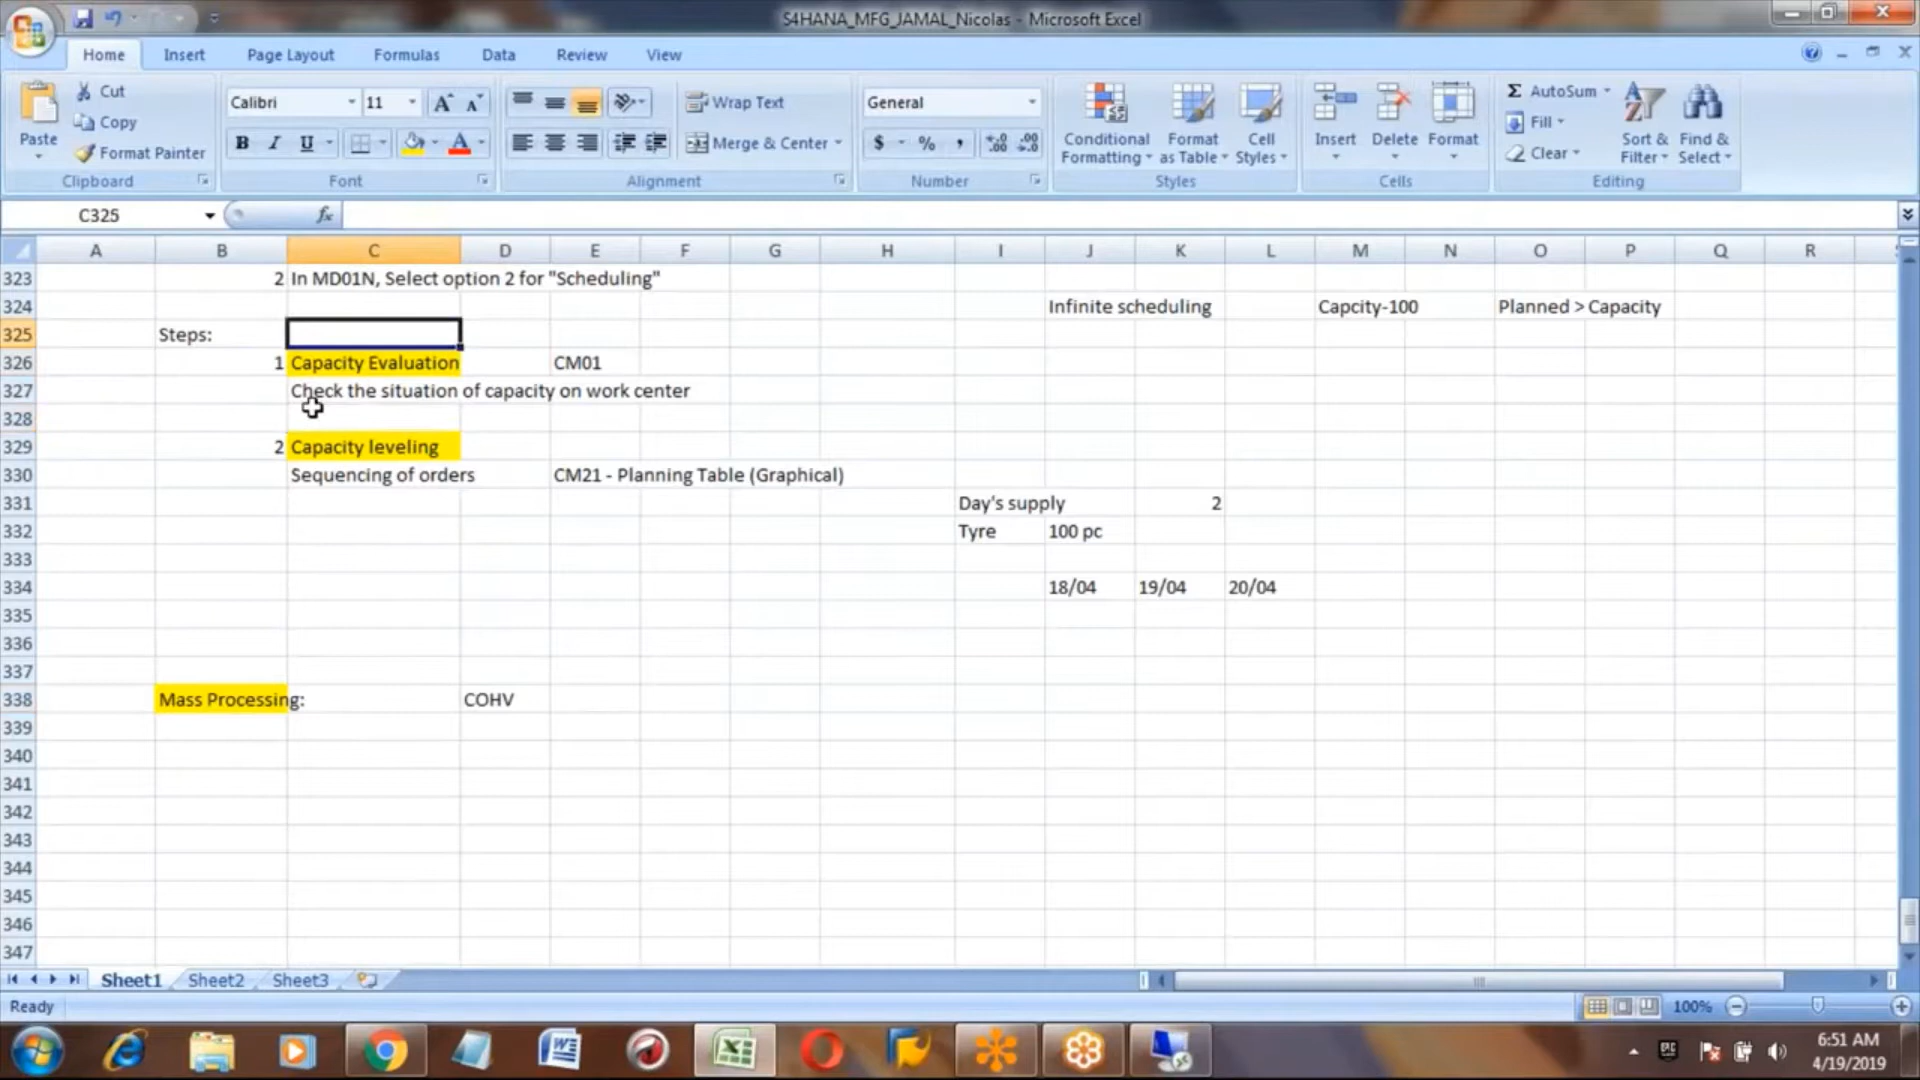 S4HANA_MFG_JAMAL_Nicolas - Microsoft Excel
Home Insert Page Layout Formulas Data Review View
Paste
Cut
Copy
Format Painter
Clipboard
Calibri 11
B I U
Font
Wrap Text
Merge & Center
Alignment
General
$ % ,
Number
Conditional Formatting
Format as Table
Cell Styles
Styles
Insert
Delete
Format
Cells
Σ AutoSum
Fill
Clear
Sort & Filter
Find & Select
Editing
C325 fx
A B C D E F G H I J K L M N O P Q R
323 2 In MD01N, Select option 2 for "Scheduling"
324 Infinite scheduling Capcity-100 Planned > Capacity
325 Steps:
326 1 Capacity Evaluation CM01
327 Check the situation of capacity on work center
328
329 2 Capacity leveling
330 Sequencing of orders CM21 - Planning Table (Graphical)
331 Day's supply 2
332 Tyre 100 pc
333
334 18/04 19/04 20/04
335
336
337
338 Mass Processing: COHV
339
340
341
342
343
344
345
346
347
Sheet1 Sheet2 Sheet3
Ready 100%
6:51 AM
4/19/2019